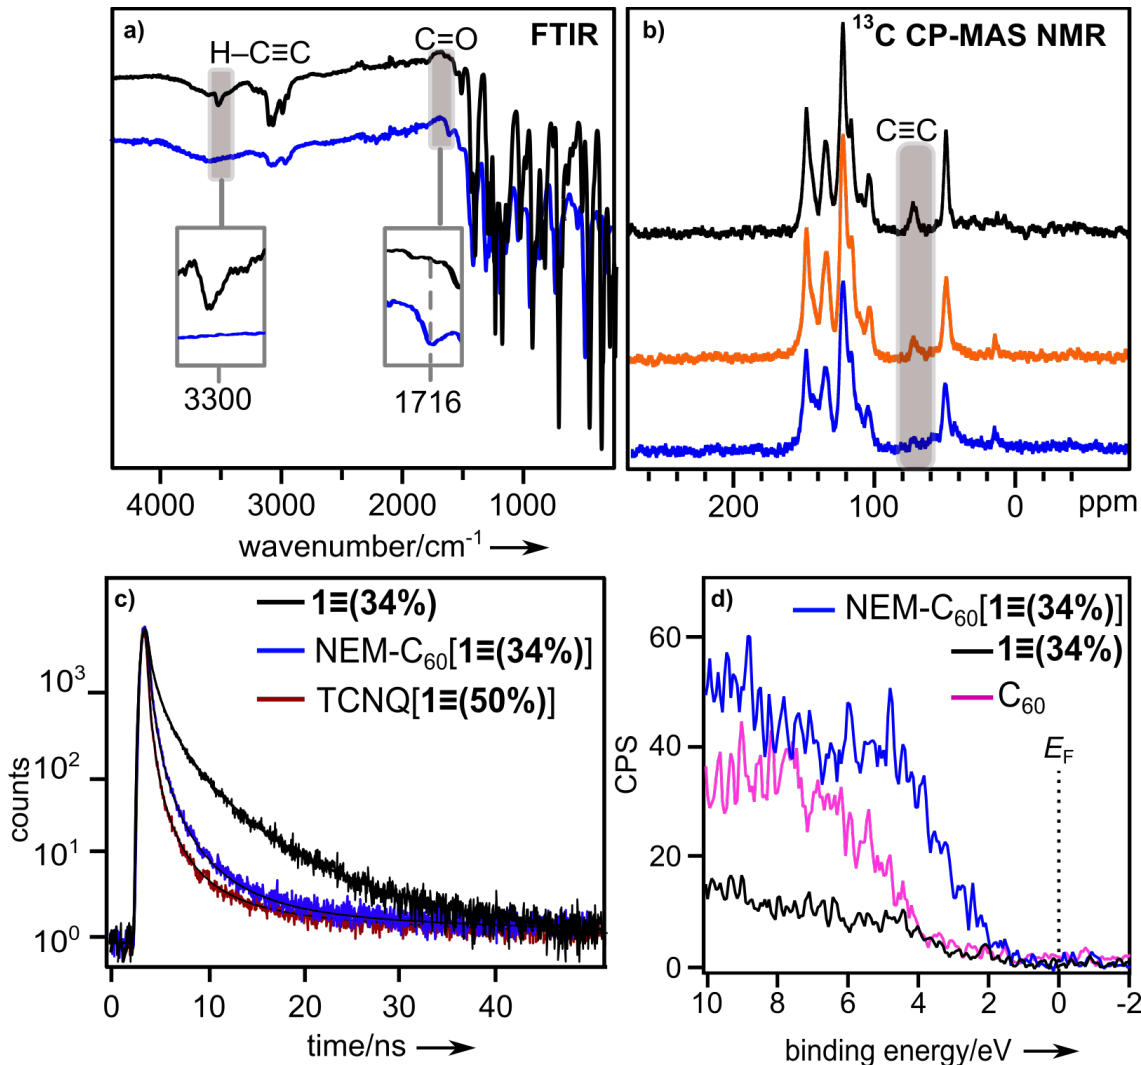 a)
H–C≡C
C=O
FTIR
3300
1716
4000
3000
2000
1000
wavenumber/cm⁻¹
b)
¹³C CP-MAS NMR
C≡C
200
100
0
ppm
c)
1≡(34%)
NEM-C₆₀[1≡(34%)]
TCNQ[1≡(50%)]
10³
10²
10¹
10⁰
counts
0
10
20
30
40
time/ns
d)
NEM-C₆₀[1≡(34%)]
1≡(34%)
C₆₀
E_F
60
40
20
0
CPS
10
8
6
4
2
0
-2
binding energy/eV